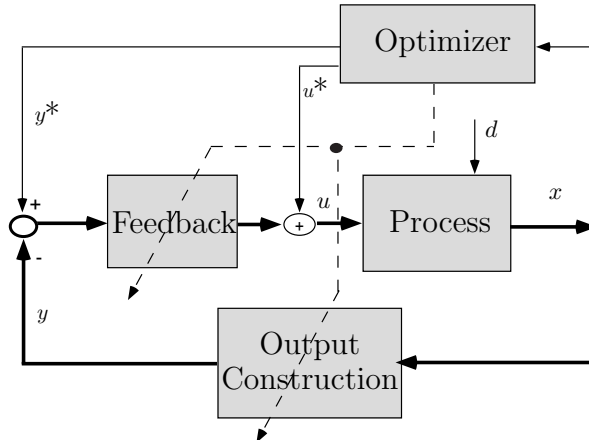 Optimizer
u*
y*
d
+
u
x
Feedback
+
Process
-
y
Output
Construction